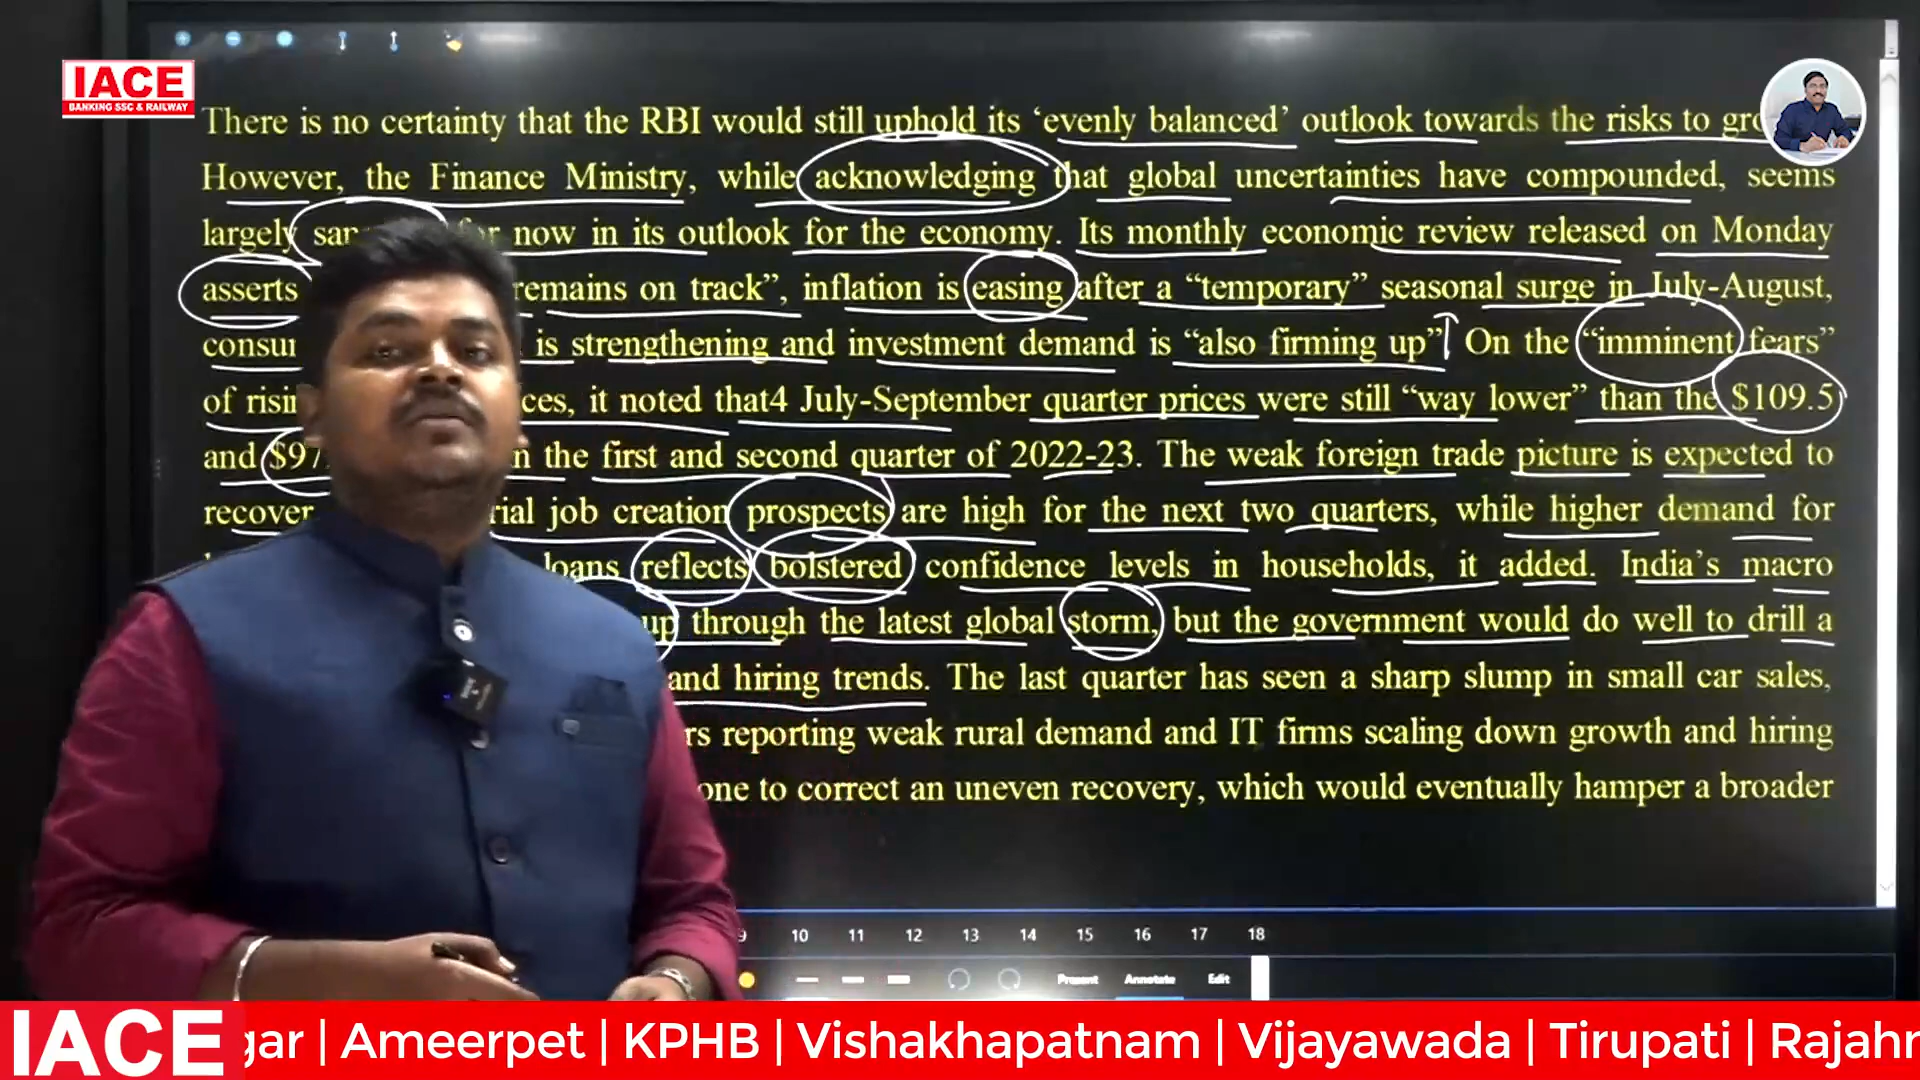 IACE
BANKING SSC & RAILWAY
There is no certainty that the RBI would still uphold its ‘evenly balanced’ outlook towards the risks to
However, the Finance Ministry, while acknowledging that global uncertainties have compounded, seems
largely for now in its outlook for the economy. Its monthly economic review released on Monday
asserts remains on track”, inflation is easing after a “temporary” seasonal surge in July-August,
is strengthening and investment demand is “also firming up” On the “imminent fears”
of it noted that4 July-September quarter prices were still “way lower” than the $109.5
and the first and second quarter of 2022-23. The weak foreign trade picture is expected to
recover job creation prospects are high for the next two quarters, while higher demand for
loans reflects bolstered confidence levels in households, it added. India’s macro
up through the latest global storm, but the government would do well to drill a
and hiring trends. The last quarter has seen a sharp slump in small car sales,
reporting weak rural demand and IT firms scaling down growth and hiring
to correct an uneven recovery, which would eventually hamper a broader
9 10 11 12 13 14 15 16 17 18
Present Annotate Edit
IACE
gar | Ameerpet | KPHB | Vishakhapatnam | Vijayawada | Tirupati | Rajahr